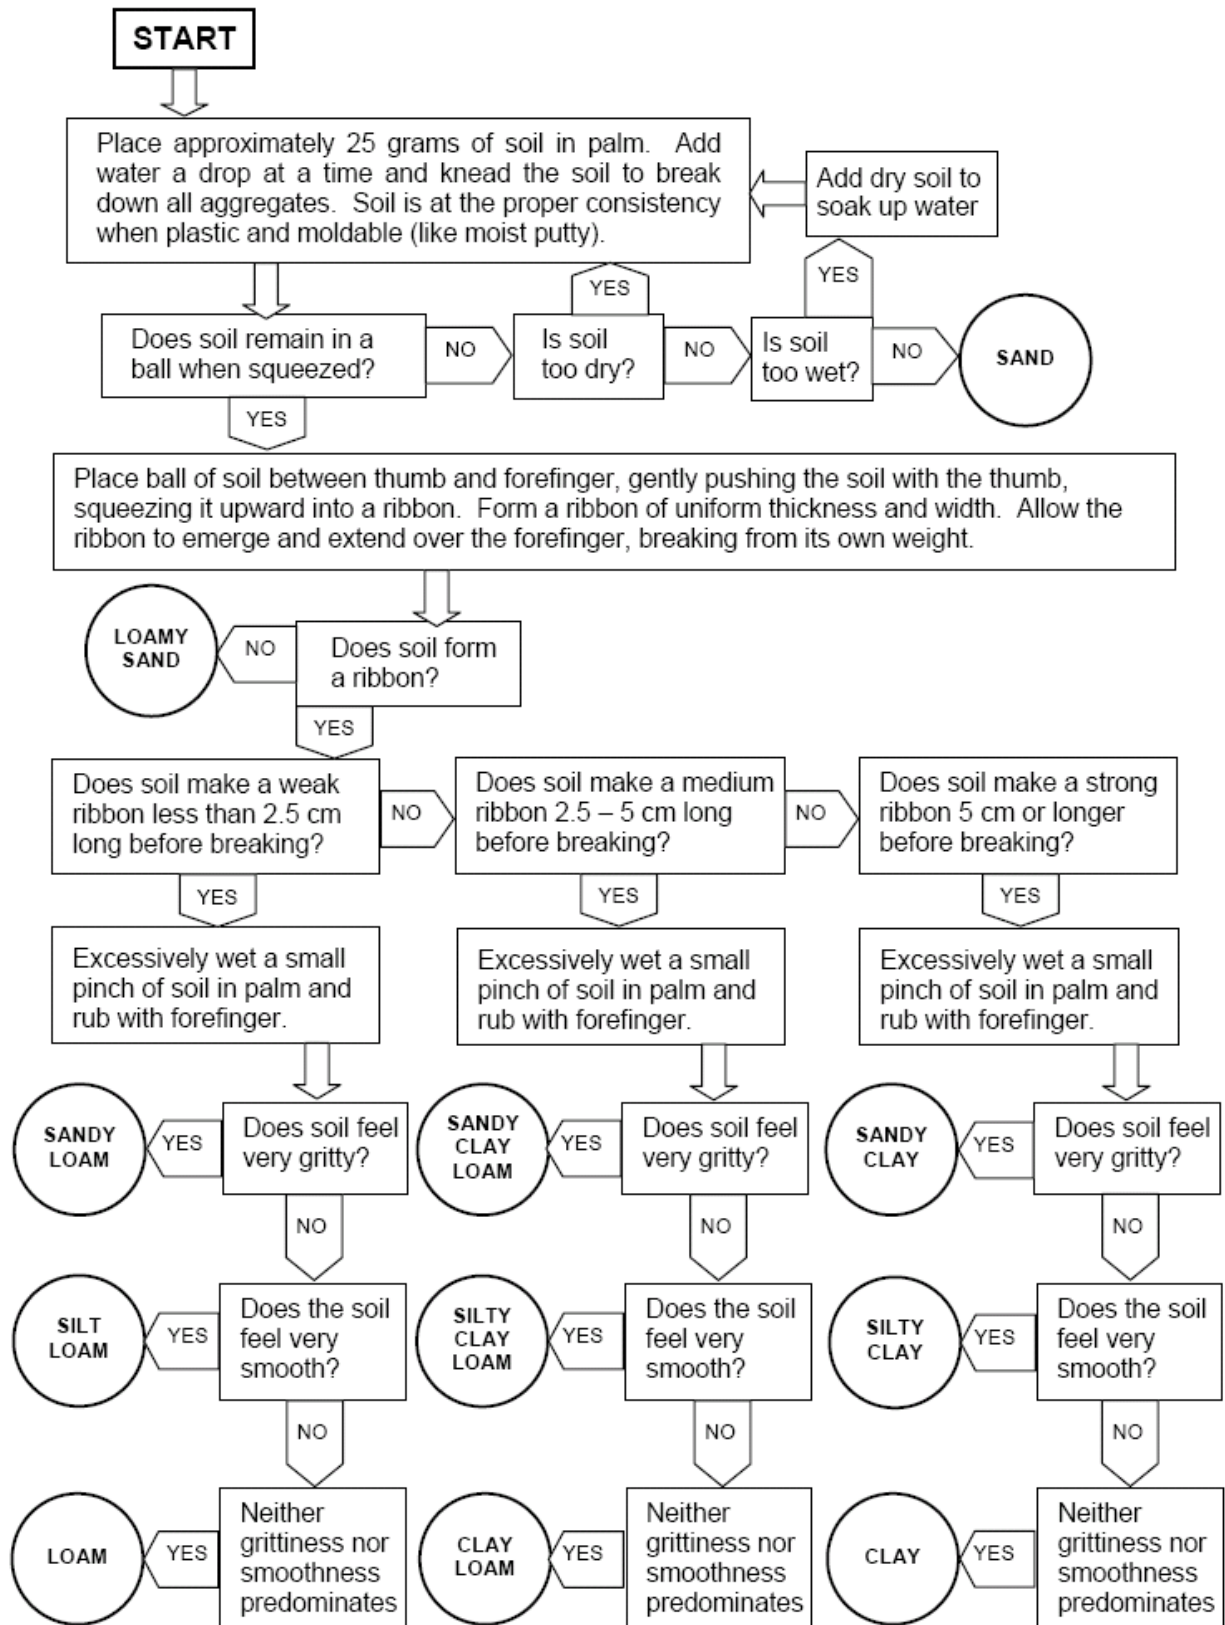 START
Place approximately 25 grams of soil in palm. Add
water a drop at a time and knead the soil to break
down all aggregates. Soil is at the proper consistency
when plastic and moldable (like moist putty).
Add dry soil to
soak up water
YES
YES
Does soil remain in a
ball when squeezed?
NO
Is soil
too dry?
NO
Is soil
too wet?
NO
SAND
YES
Place ball of soil between thumb and forefinger, gently pushing the soil with the thumb,
squeezing it upward into a ribbon. Form a ribbon of uniform thickness and width. Allow the
ribbon to emerge and extend over the forefinger, breaking from its own weight.
LOAMY
SAND
NO
Does soil form
a ribbon?
YES
Does soil make a weak
ribbon less than 2.5 cm
long before breaking?
NO
Does soil make a medium
ribbon 2.5 – 5 cm long
before breaking?
NO
Does soil make a strong
ribbon 5 cm or longer
before breaking?
YES
YES
YES
Excessively wet a small
pinch of soil in palm and
rub with forefinger.
Excessively wet a small
pinch of soil in palm and
rub with forefinger.
Excessively wet a small
pinch of soil in palm and
rub with forefinger.
SANDY
LOAM
YES
Does soil feel
very gritty?
SANDY
CLAY
LOAM
YES
Does soil feel
very gritty?
SANDY
CLAY
YES
Does soil feel
very gritty?
NO
NO
NO
SILT
LOAM
YES
Does the soil
feel very
smooth?
SILTY
CLAY
LOAM
YES
Does the soil
feel very
smooth?
SILTY
CLAY
YES
Does the soil
feel very
smooth?
NO
NO
NO
LOAM
YES
Neither
grittiness nor
smoothness
predominates
CLAY
LOAM
YES
Neither
grittiness nor
smoothness
predominates
CLAY
YES
Neither
grittiness nor
smoothness
predominates